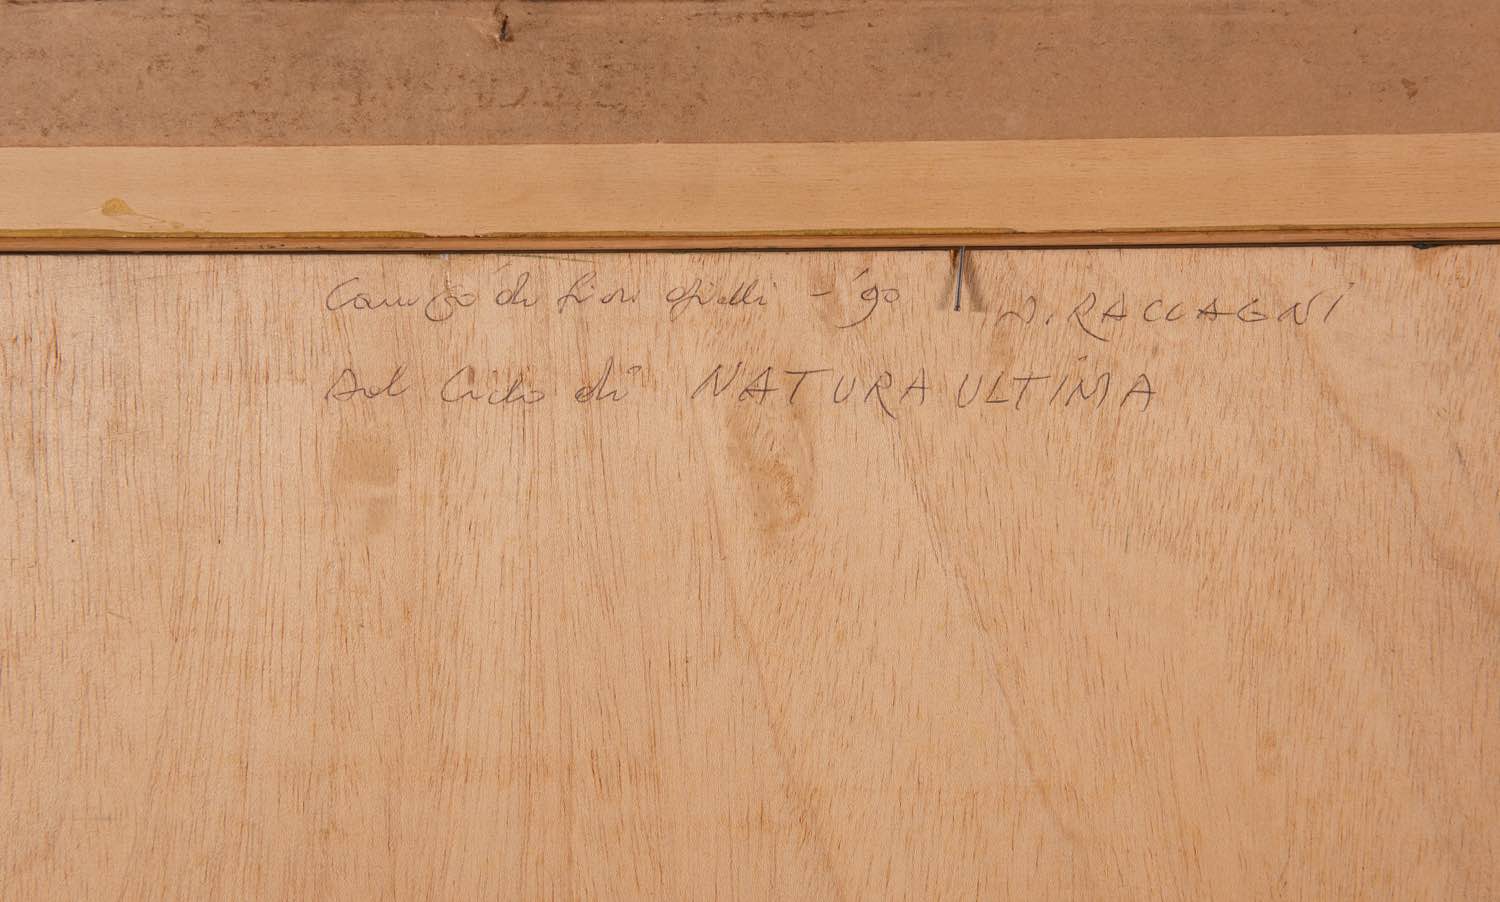 Campo di fiori gialli - '90 D. RACCAGNI
Dal Ciclo di NATURA ULTIMA